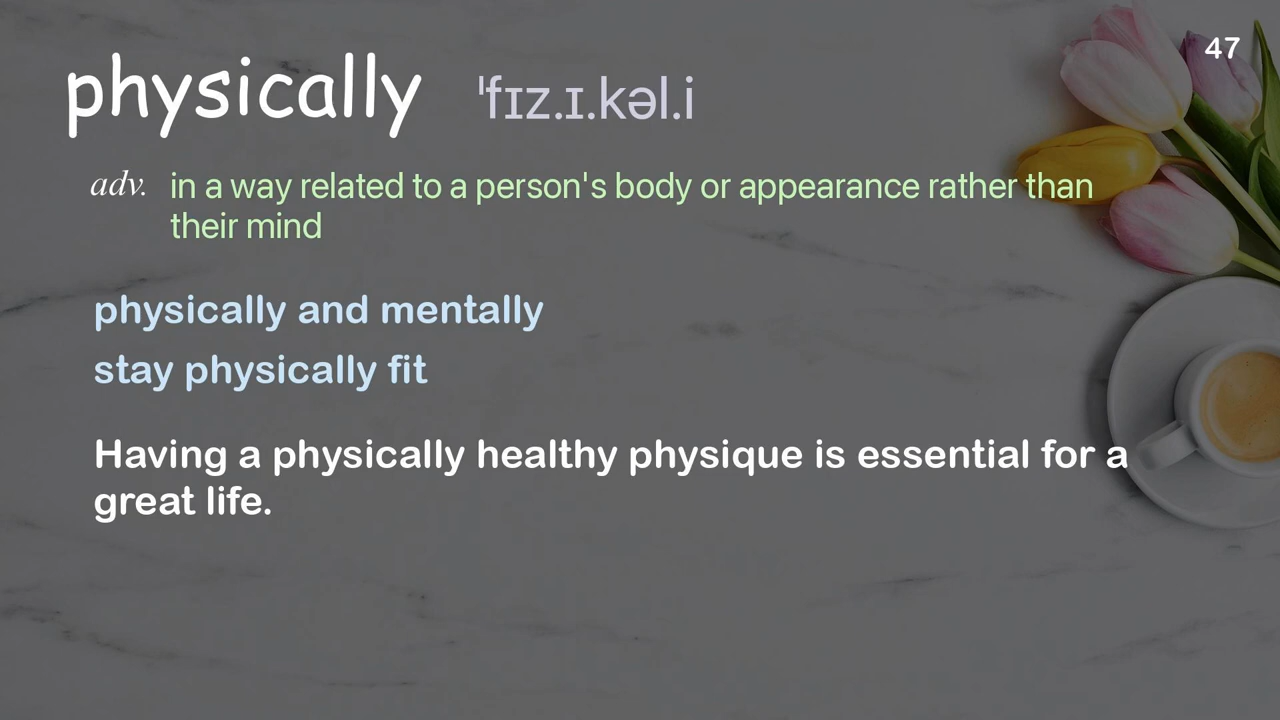 47
physically ˈfɪz.ɪ.kəl.i
adv. in a way related to a person's body or appearance rather than
their mind
physically and mentally
stay physically fit
Having a physically healthy physique is essential for a
great life.